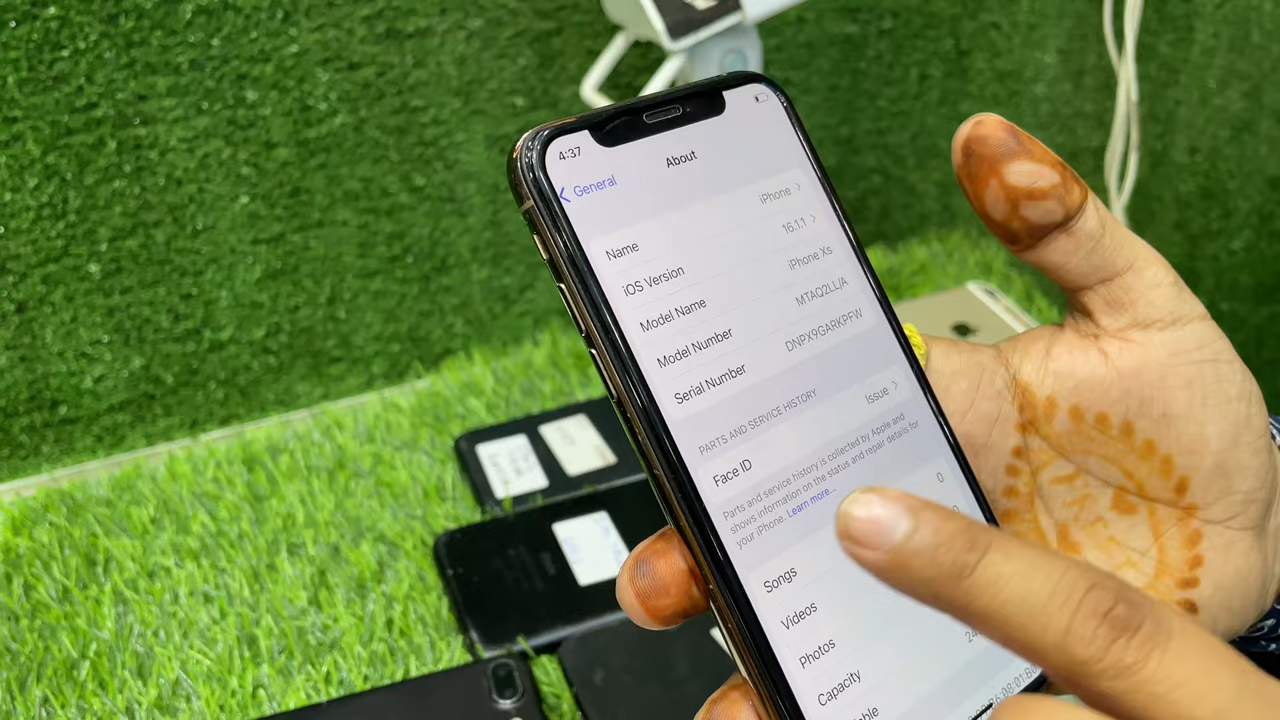 4:37
General
About
Name
iPhone
iOS Version
16.1.1
Model Name
iPhone Xs
Model Number
MTAQ2LL/A
Serial Number
DNPX9GARKPFW
PARTS AND SERVICE HISTORY
Face ID
Issue
Parts and service history is collected by Apple and
shows information on the status and repair details for
your iPhone. Learn more...
Songs
0
Videos
Photos
Capacity